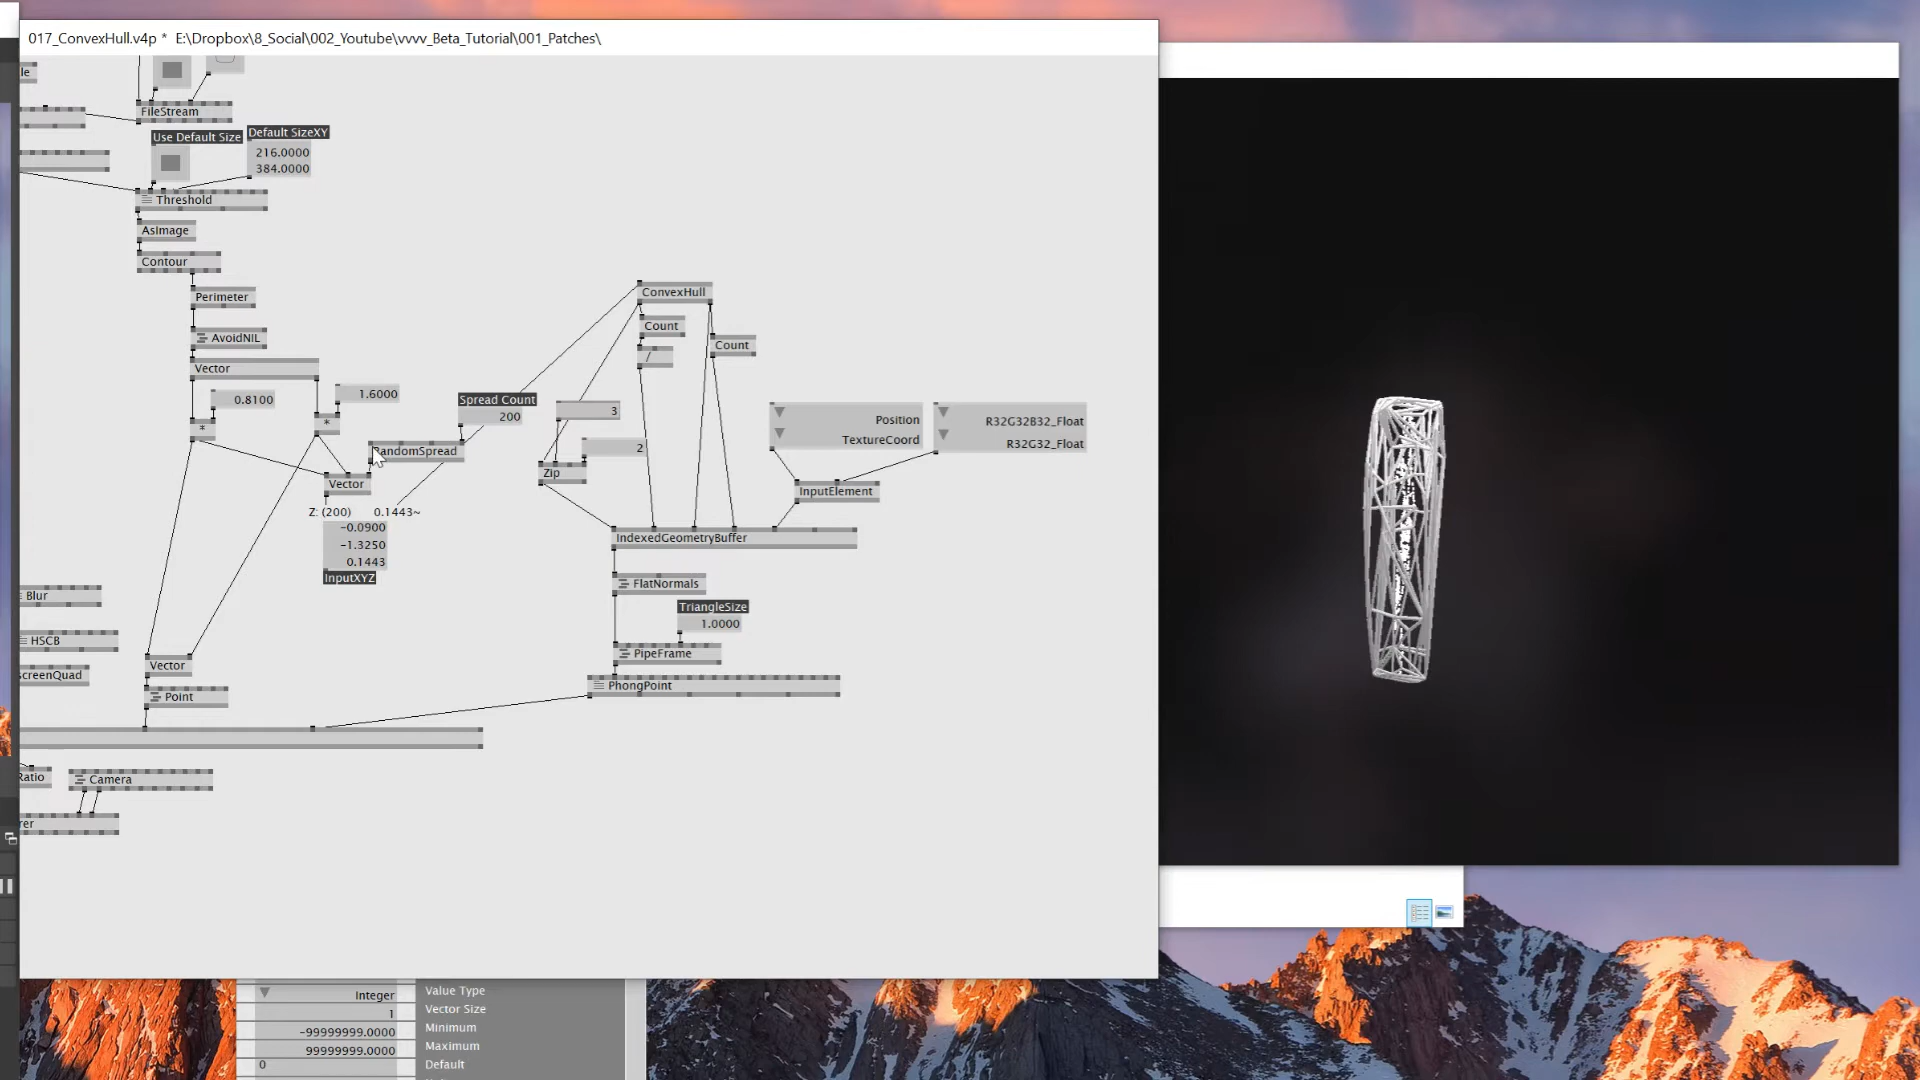 017_ConvexHull.v4p *  E:\Dropbox\8_Social\002_Youtube\vvvv_Beta_Tutorial\001_Patches\
le
FileStream
Use Default Size
Default SizeXY
216.0000
384.0000
Threshold
AsImage
Contour
Perimeter
AvoidNIL
Vector
0.8100
1.6000
*
*
Spread Count
200
RandomSpread
Vector
Z: (200)    0.1443~
-0.0900
-1.3250
0.1443
InputXYZ
ConvexHull
Count
Count
/
3
2
Zip
Position
TextureCoord
R32G32B32_Float
R32G32_Float
InputElement
IndexedGeometryBuffer
FlatNormals
TriangleSize
1.0000
PipeFrame
PhongPoint
Blur
HSCB
creenQuad
Vector
Point
Ratio
Camera
rer
Integer
Value Type
1
Vector Size
-99999999.0000
Minimum
99999999.0000
Maximum
0
Default